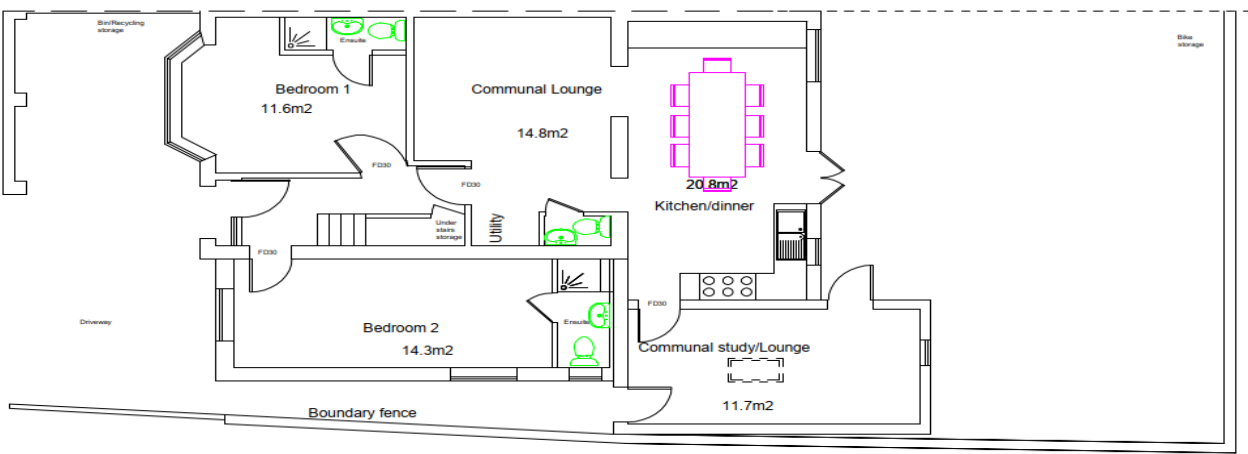 Bin/Recycling
storage
Bike
storage
Ensuite
Bedroom 1
11.6m2
Communal Lounge
14.8m2
FD30
FD30
20.8m2
Kitchen/dinner
Under
stairs
storage
Utility
FD30
Driveway
Bedroom 2
14.3m2
Ensuite
FD30
Communal study/Lounge
11.7m2
Boundary fence